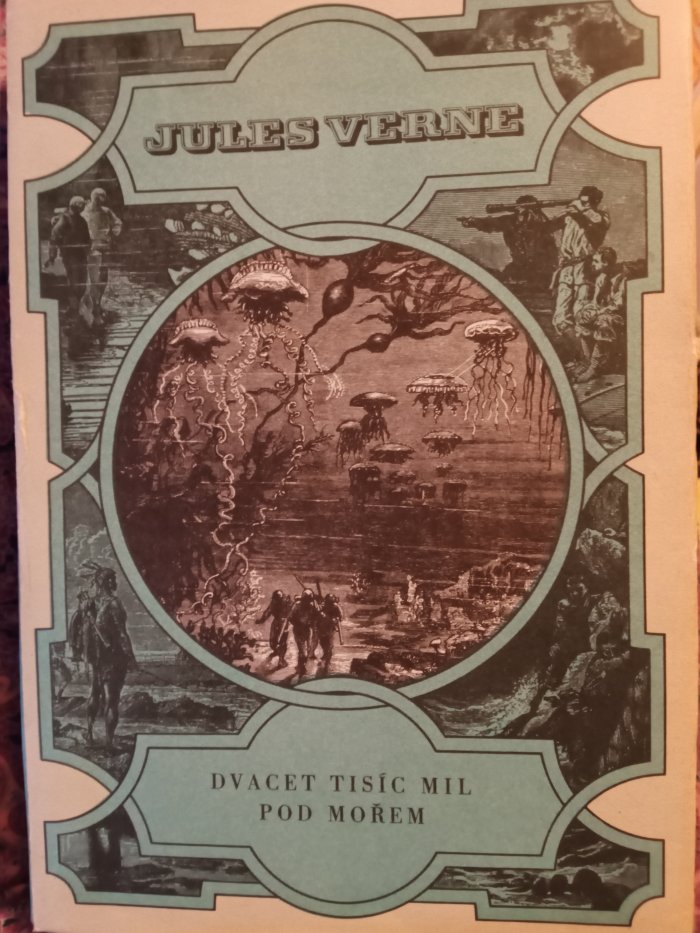 JULES VERNE
DVACET TISÍC MIL
POD MOŘEM